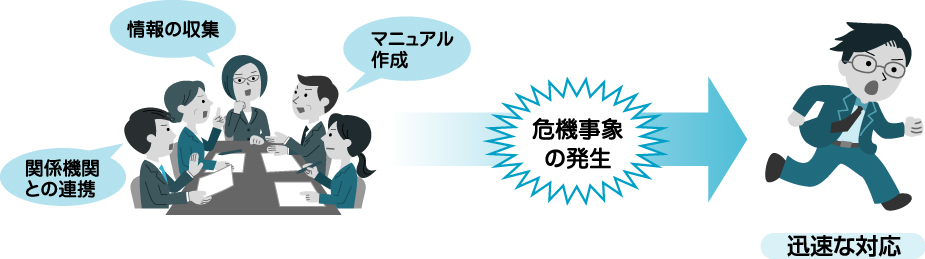 情報の収集
マニュアル
作成
関係機関
との連携
危機事象
の発生
迅速な対応